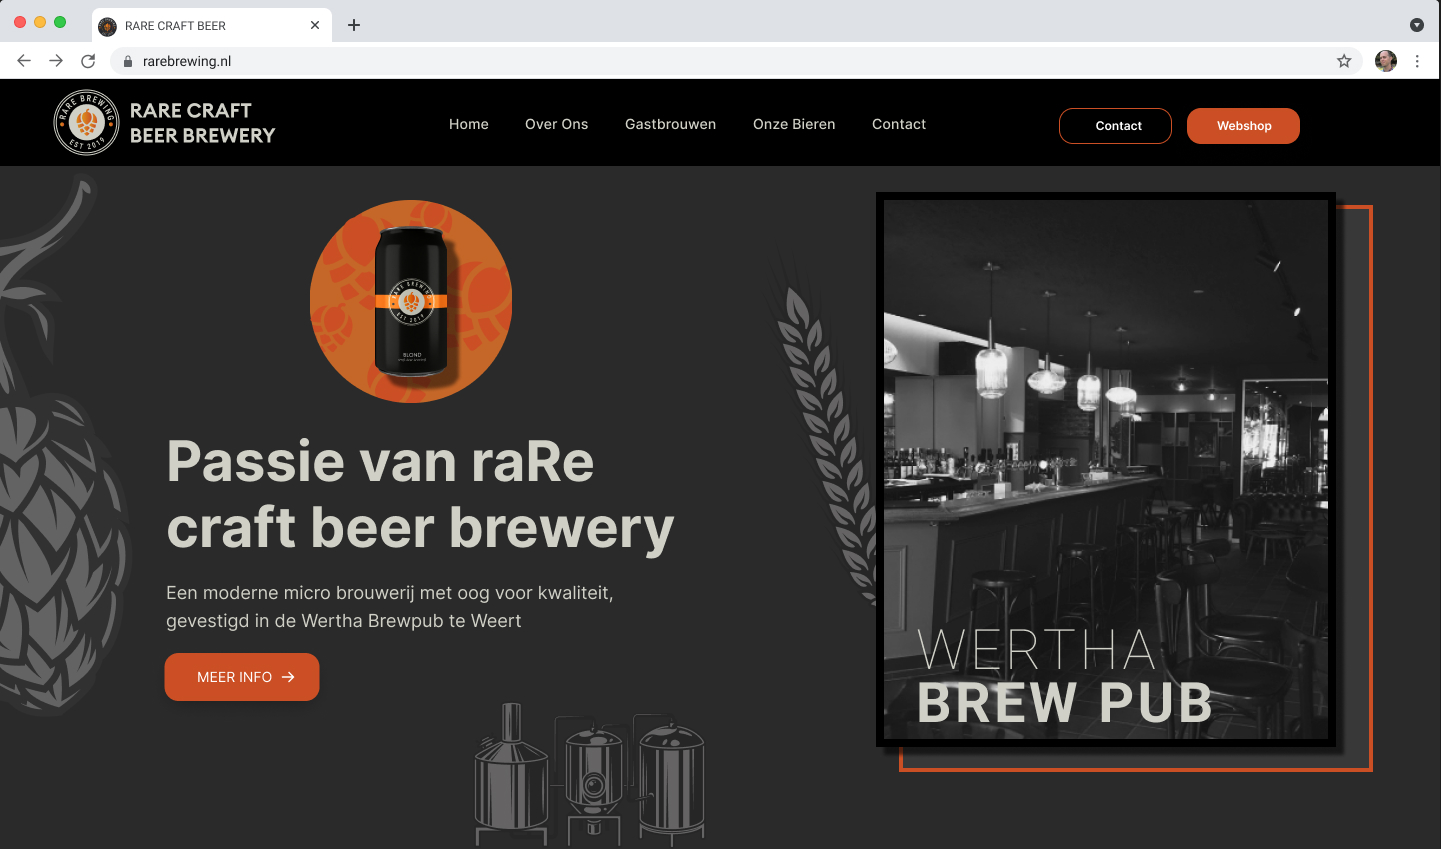 RARE CRAFT BEER
rarebrewing.nl
RARE BREWING
EST 2019
RARE CRAFT
BEER BREWERY
Home
Over Ons
Gastbrouwen
Onze Bieren
Contact
Contact
Webshop
RARE BREWING
EST 2019
BLOND
Passie van raRe
craft beer brewery
Een moderne micro brouwerij met oog voor kwaliteit,
gevestigd in de Wertha Brewpub te Weert
MEER INFO
WERTHA
BREW PUB